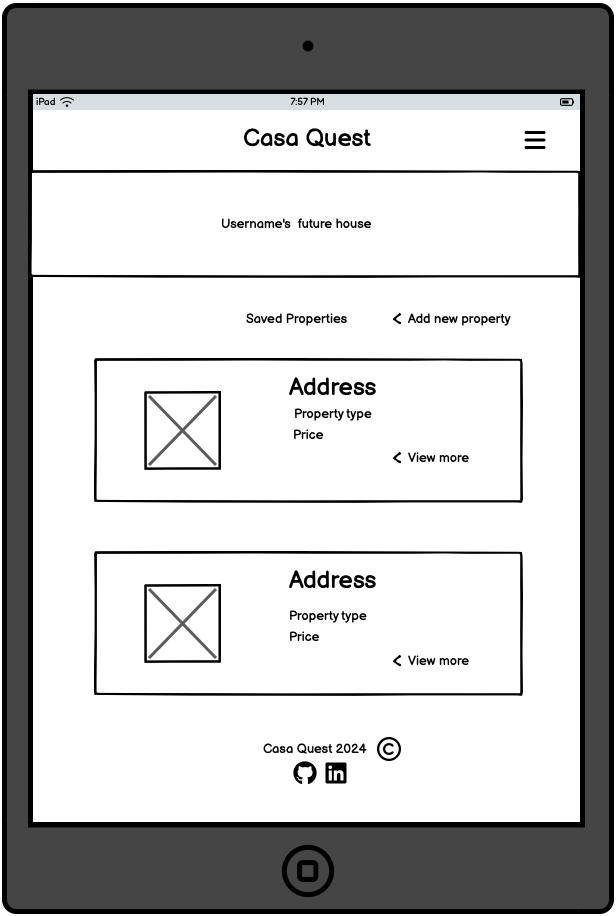 iPad 7:57 PM
Casa Quest
Username's future house
Saved Properties < Add new property
Address
Property type
Price
< View more
Address
Property type
Price
< View more
Casa Quest 2024 ©
in